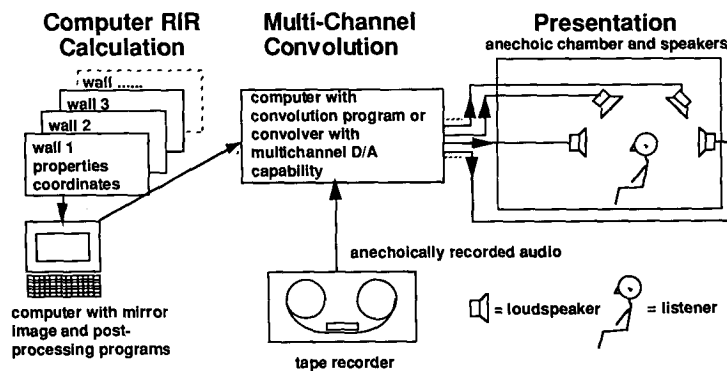 Computer RIR
Calculation
Multi-Channel
Convolution
Presentation
anechoic chamber and speakers
wall ......
wall 3
wall 2
wall 1
properties
coordinates
computer with
convolution program or
convolver with
multichannel D/A
capability
anechoically recorded audio
computer with mirror
image and post-
processing programs
tape recorder
= loudspeaker
= listener